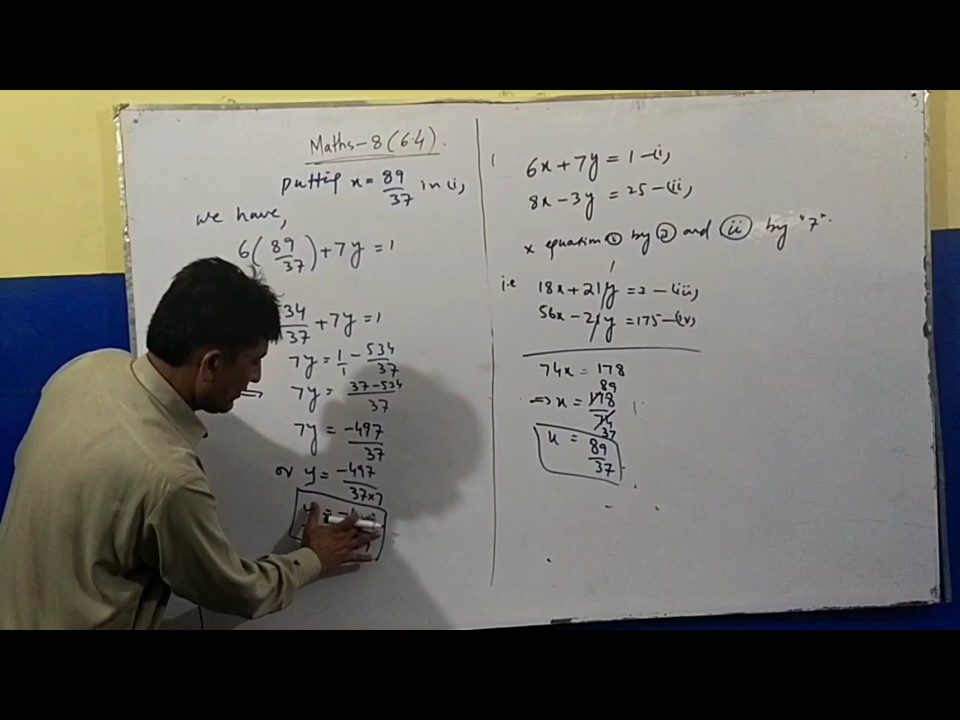 Maths-8 (6.4).
Putting x = 89/37 in (i),
we have,
6(89/37) + 7y = 1
534/37 + 7y = 1
7y = 1/1 - 534/37
=> 7y = 37-534/37
7y = -497/37
or y = -497/37×7
y =
1
6x + 7y = 1 -(i),
8x - 3y = 25 -(ii),
x equation (i) by (3) and (ii) by "7".
i.e 18x + 21y = 3 -(iii),
56x - 21y = 175 -(iv)
74x = 178
=> x = 178/74
89
37
x = 89/37